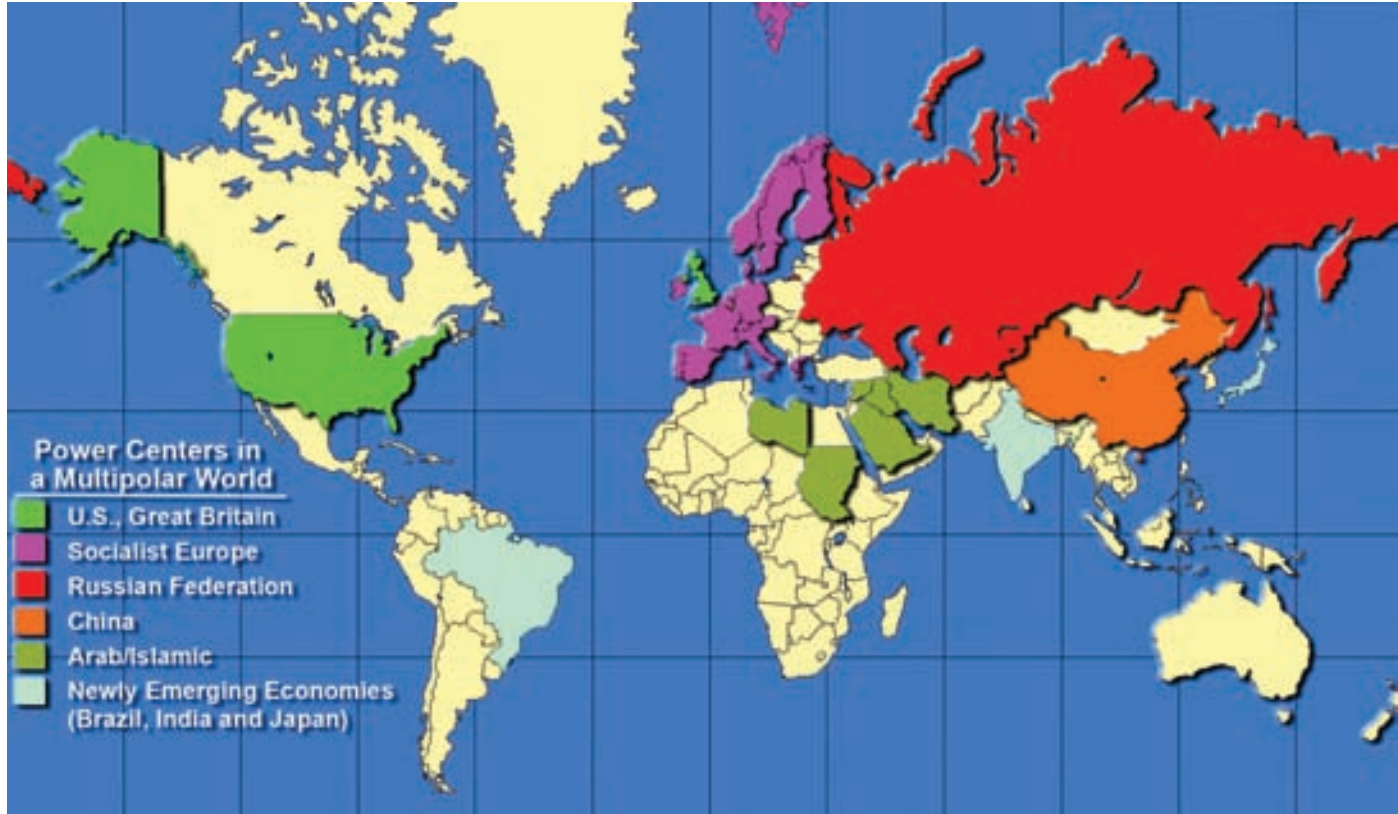 Power Centers in
a Multipolar World
U.S., Great Britain
Socialist Europe
Russian Federation
China
Arab/Islamic
Newly Emerging Economies
(Brazil, India and Japan)